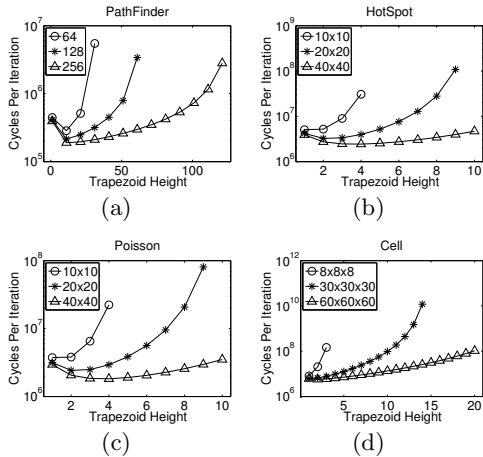 PathFinder
64
128
256
10^7
10^6
10^5
Cycles Per Iteration
0 50 100
Trapezoid Height
(a)
HotSpot
10x10
20x20
40x40
10^9
10^8
10^7
10^6
Cycles Per Iteration
2 4 6 8 10
Trapezoid Height
(b)
Poisson
10x10
20x20
40x40
10^8
10^7
10^6
Cycles Per Iteration
2 4 6 8 10
Trapezoid Height
(c)
Cell
8x8x8
30x30x30
60x60x60
10^12
10^10
10^8
10^6
Cycles Per Iteration
5 10 15 20
Trapezoid Height
(d)